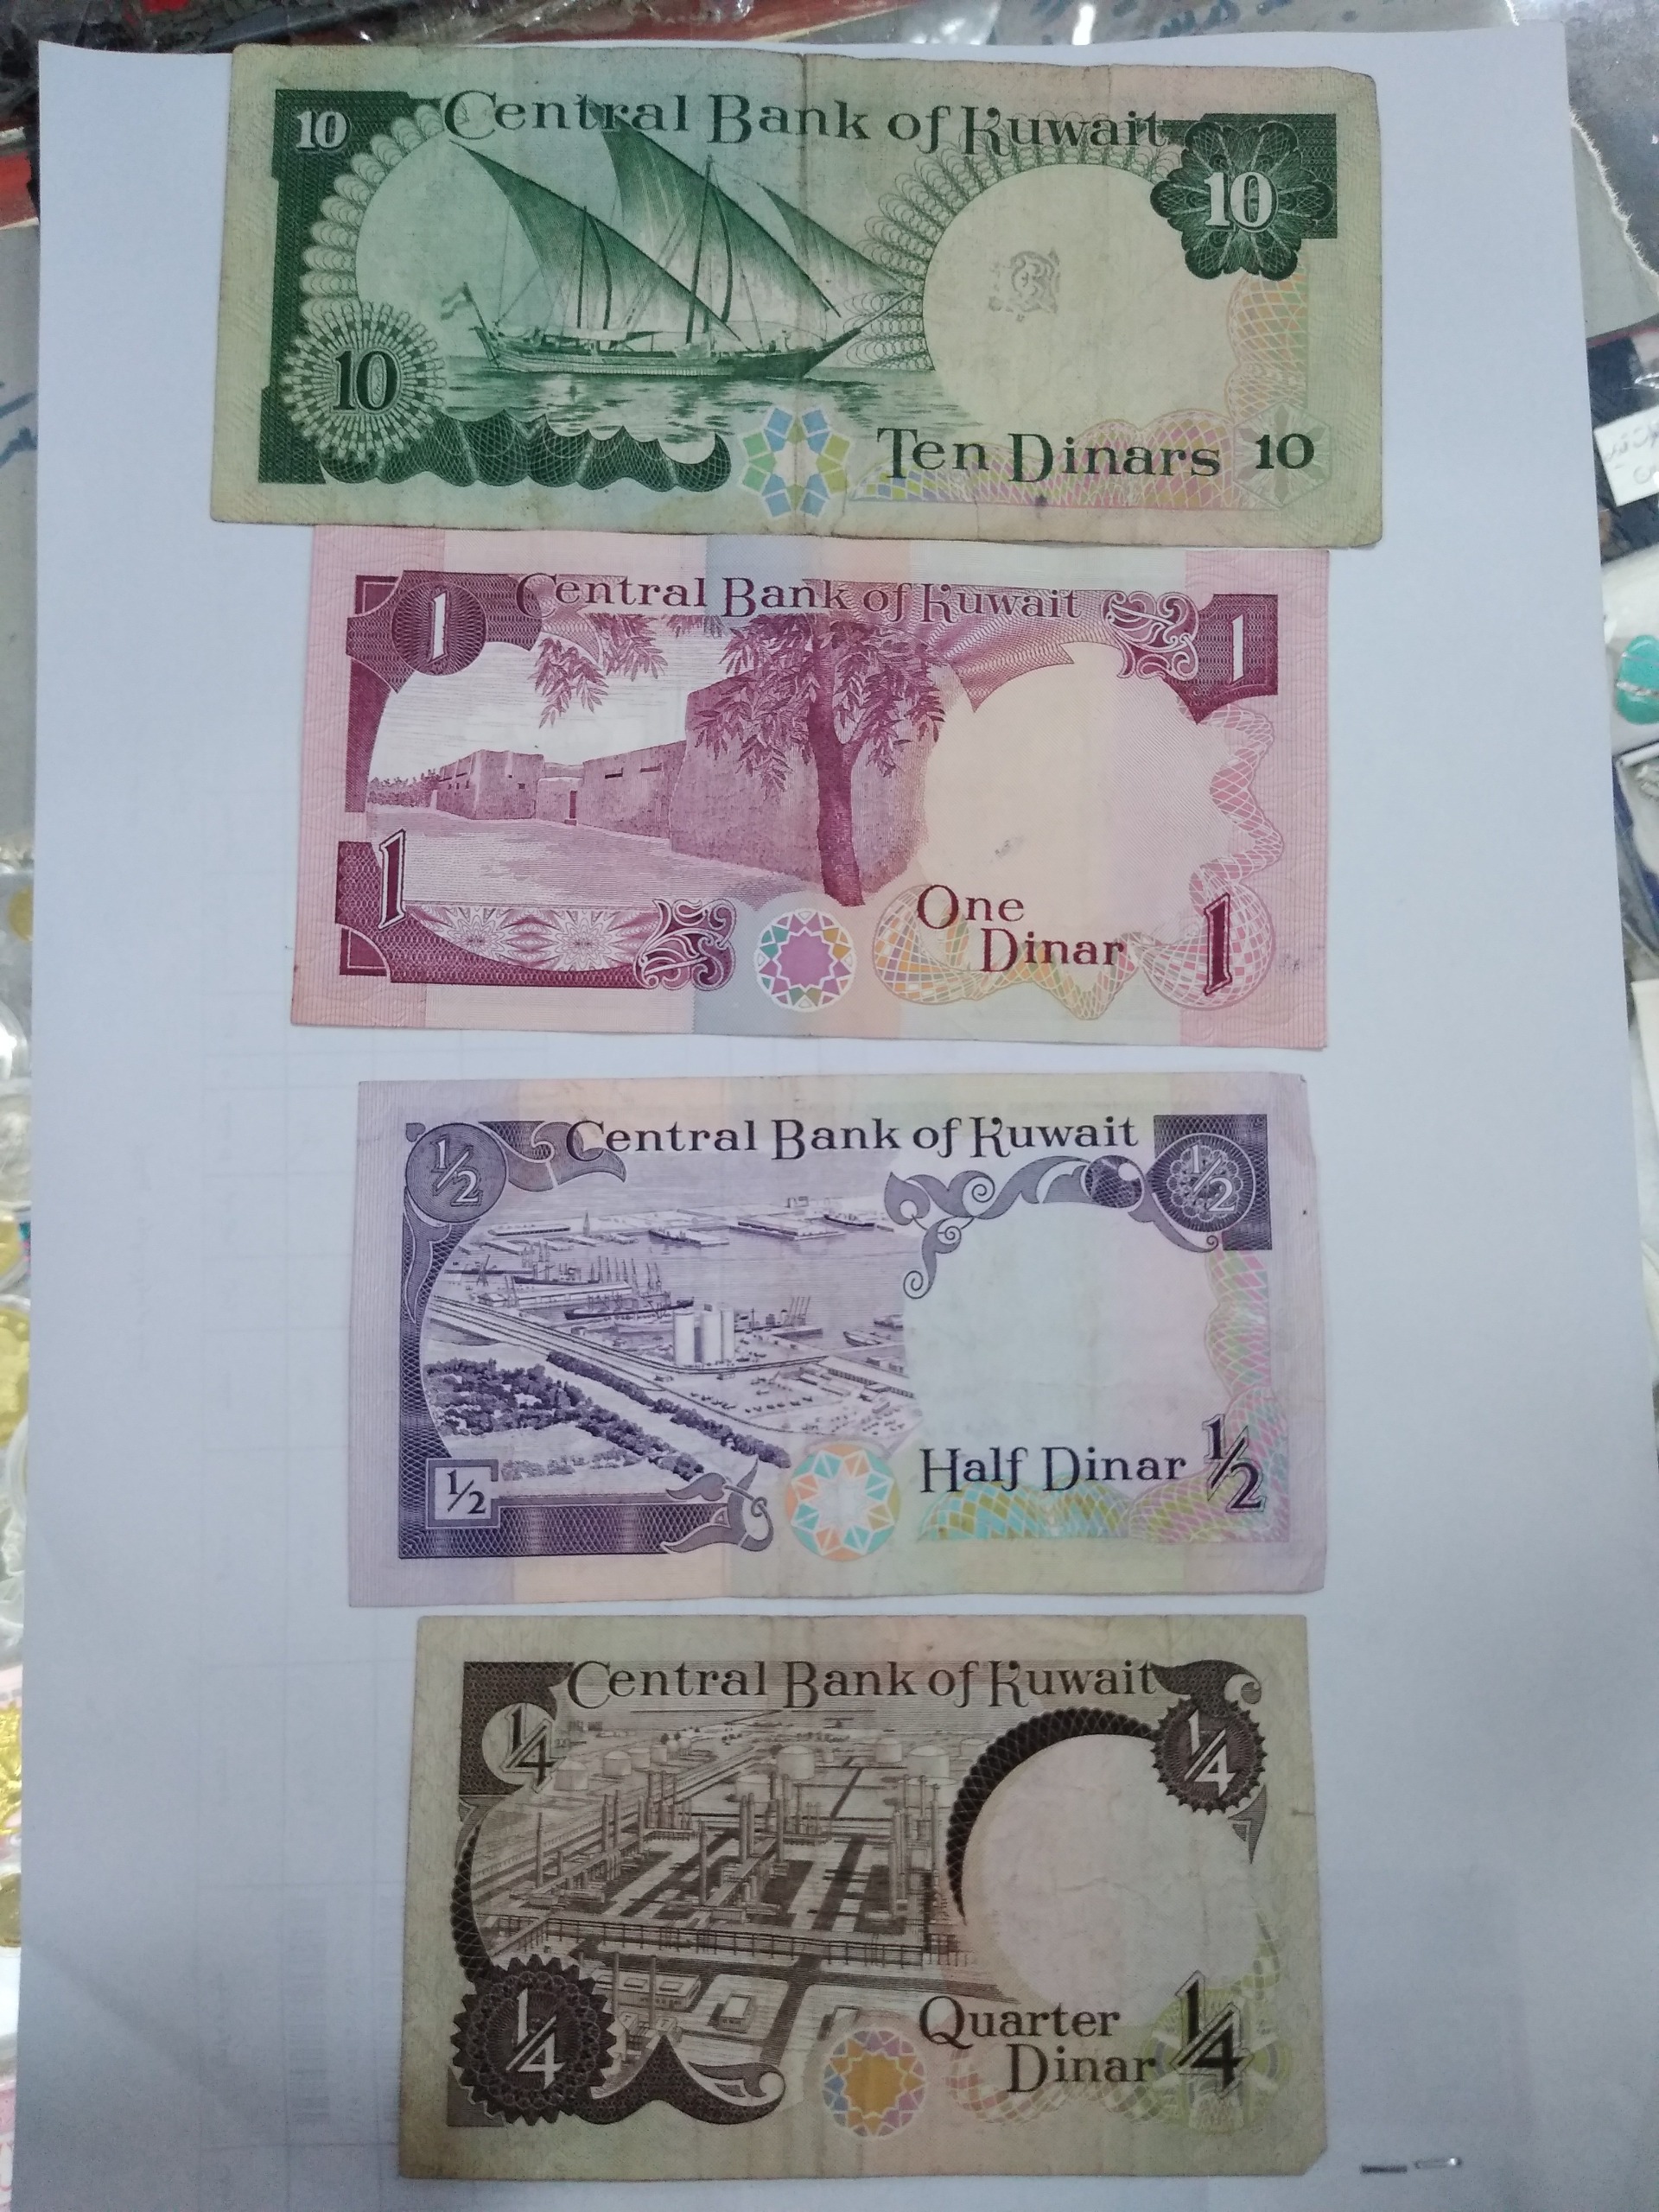 Central Bank of Kuwait
10
10
10
Ten Dinars 10
Central Bank of Kuwait
1
1
1
One
Dinar
1
Central Bank of Kuwait
1/2
1/2
Half Dinar 1/2
1/2
Central Bank of Kuwait
1/4
1/4
1/4
Quarter
Dinar
1/4